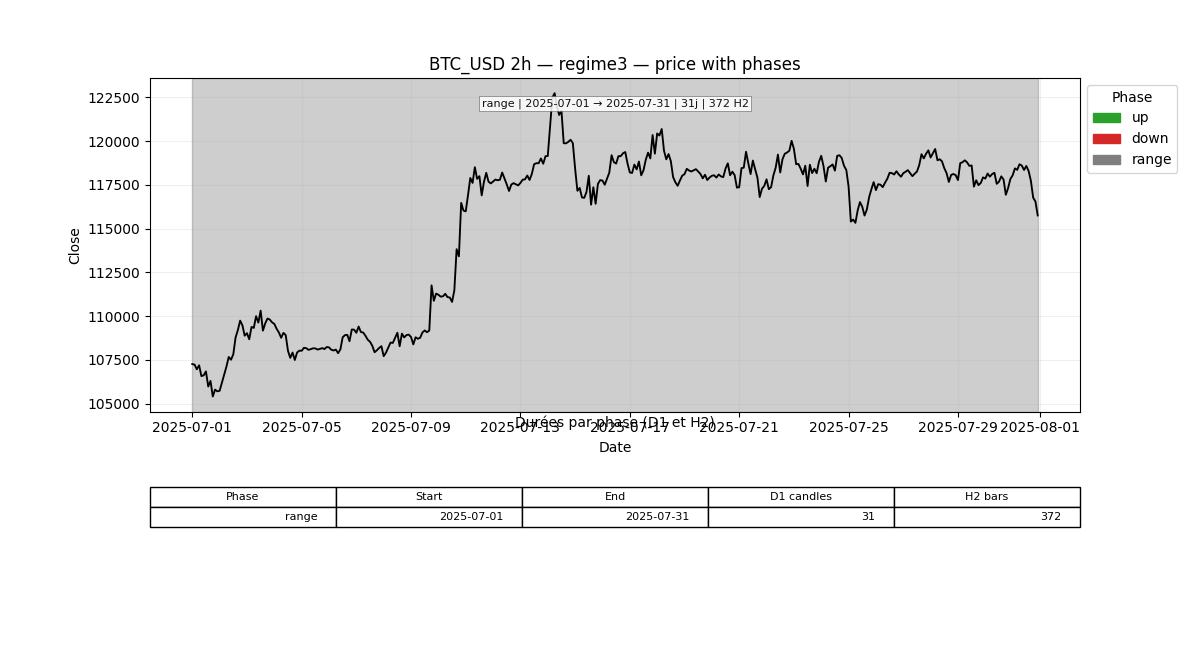 BTC_USD 2h — regime3 — price with phases
range | 2025-07-01 → 2025-07-31 | 31j | 372 H2
Phase
up
down
range
Close
122500
120000
117500
115000
112500
110000
107500
105000
2025-07-01 2025-07-05 2025-07-09 2025-07-13 2025-07-17 2025-07-21 2025-07-25 2025-07-29 2025-08-01
Durées par phase (D1 et H2)
Date
Phase Start End D1 candles H2 bars
range 2025-07-01 2025-07-31 31 372